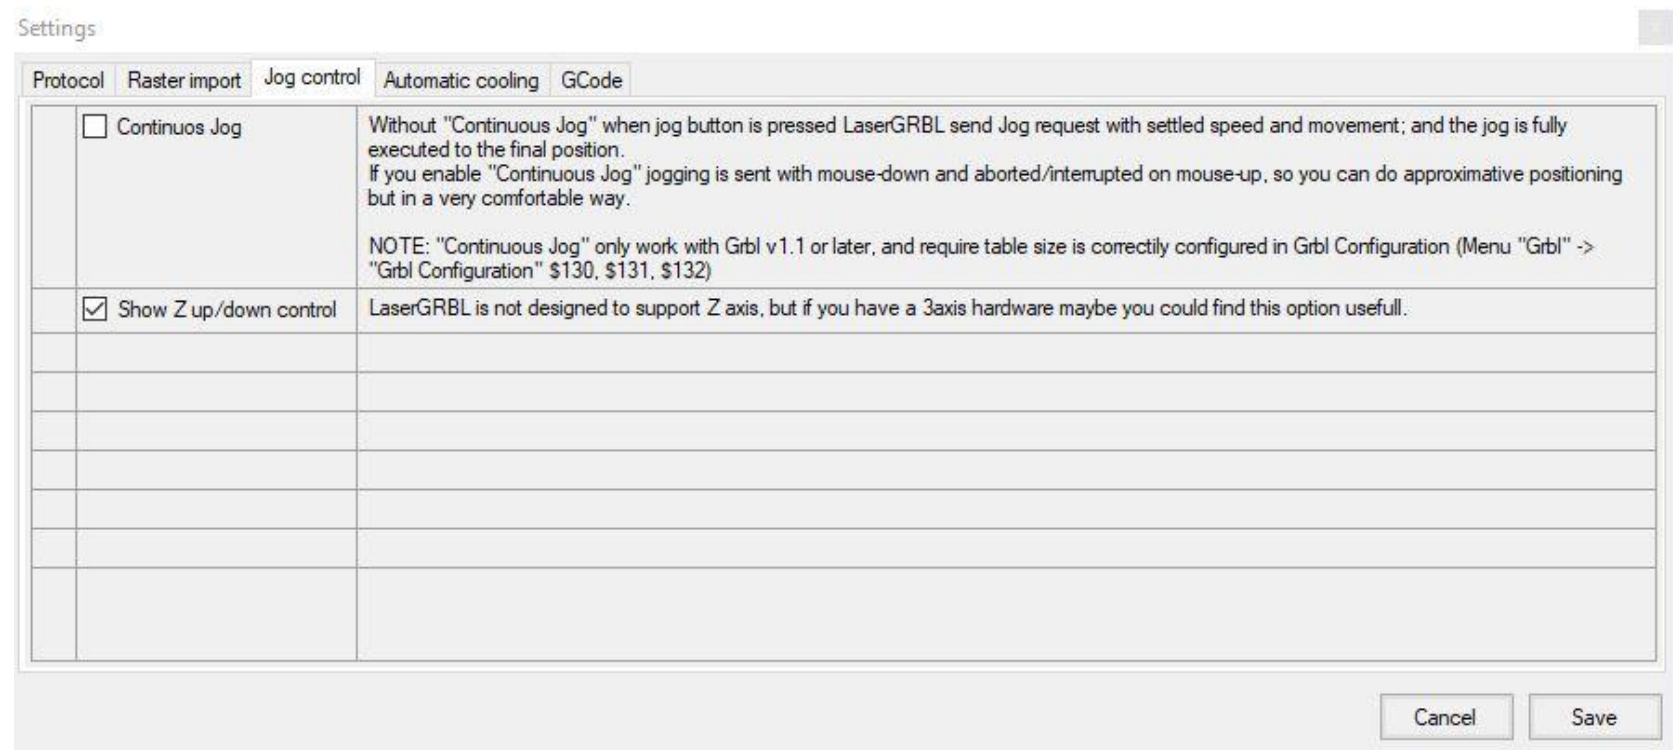 Settings
Protocol Raster import Jog control Automatic cooling GCode
Continuos Jog
Without "Continuous Jog" when jog button is pressed LaserGRBL send Jog request with settled speed and movement; and the jog is fully
executed to the final position.
If you enable "Continuous Jog" jogging is sent with mouse-down and aborted/interrupted on mouse-up, so you can do approximative positioning
but in a very comfortable way.
NOTE: "Continuous Jog" only work with Grbl v1.1 or later, and require table size is correctily configured in Grbl Configuration (Menu "Grbl" ->
"Grbl Configuration" $130, $131, $132)
Show Z up/down control
LaserGRBL is not designed to support Z axis, but if you have a 3axis hardware maybe you could find this option usefull.
Cancel Save